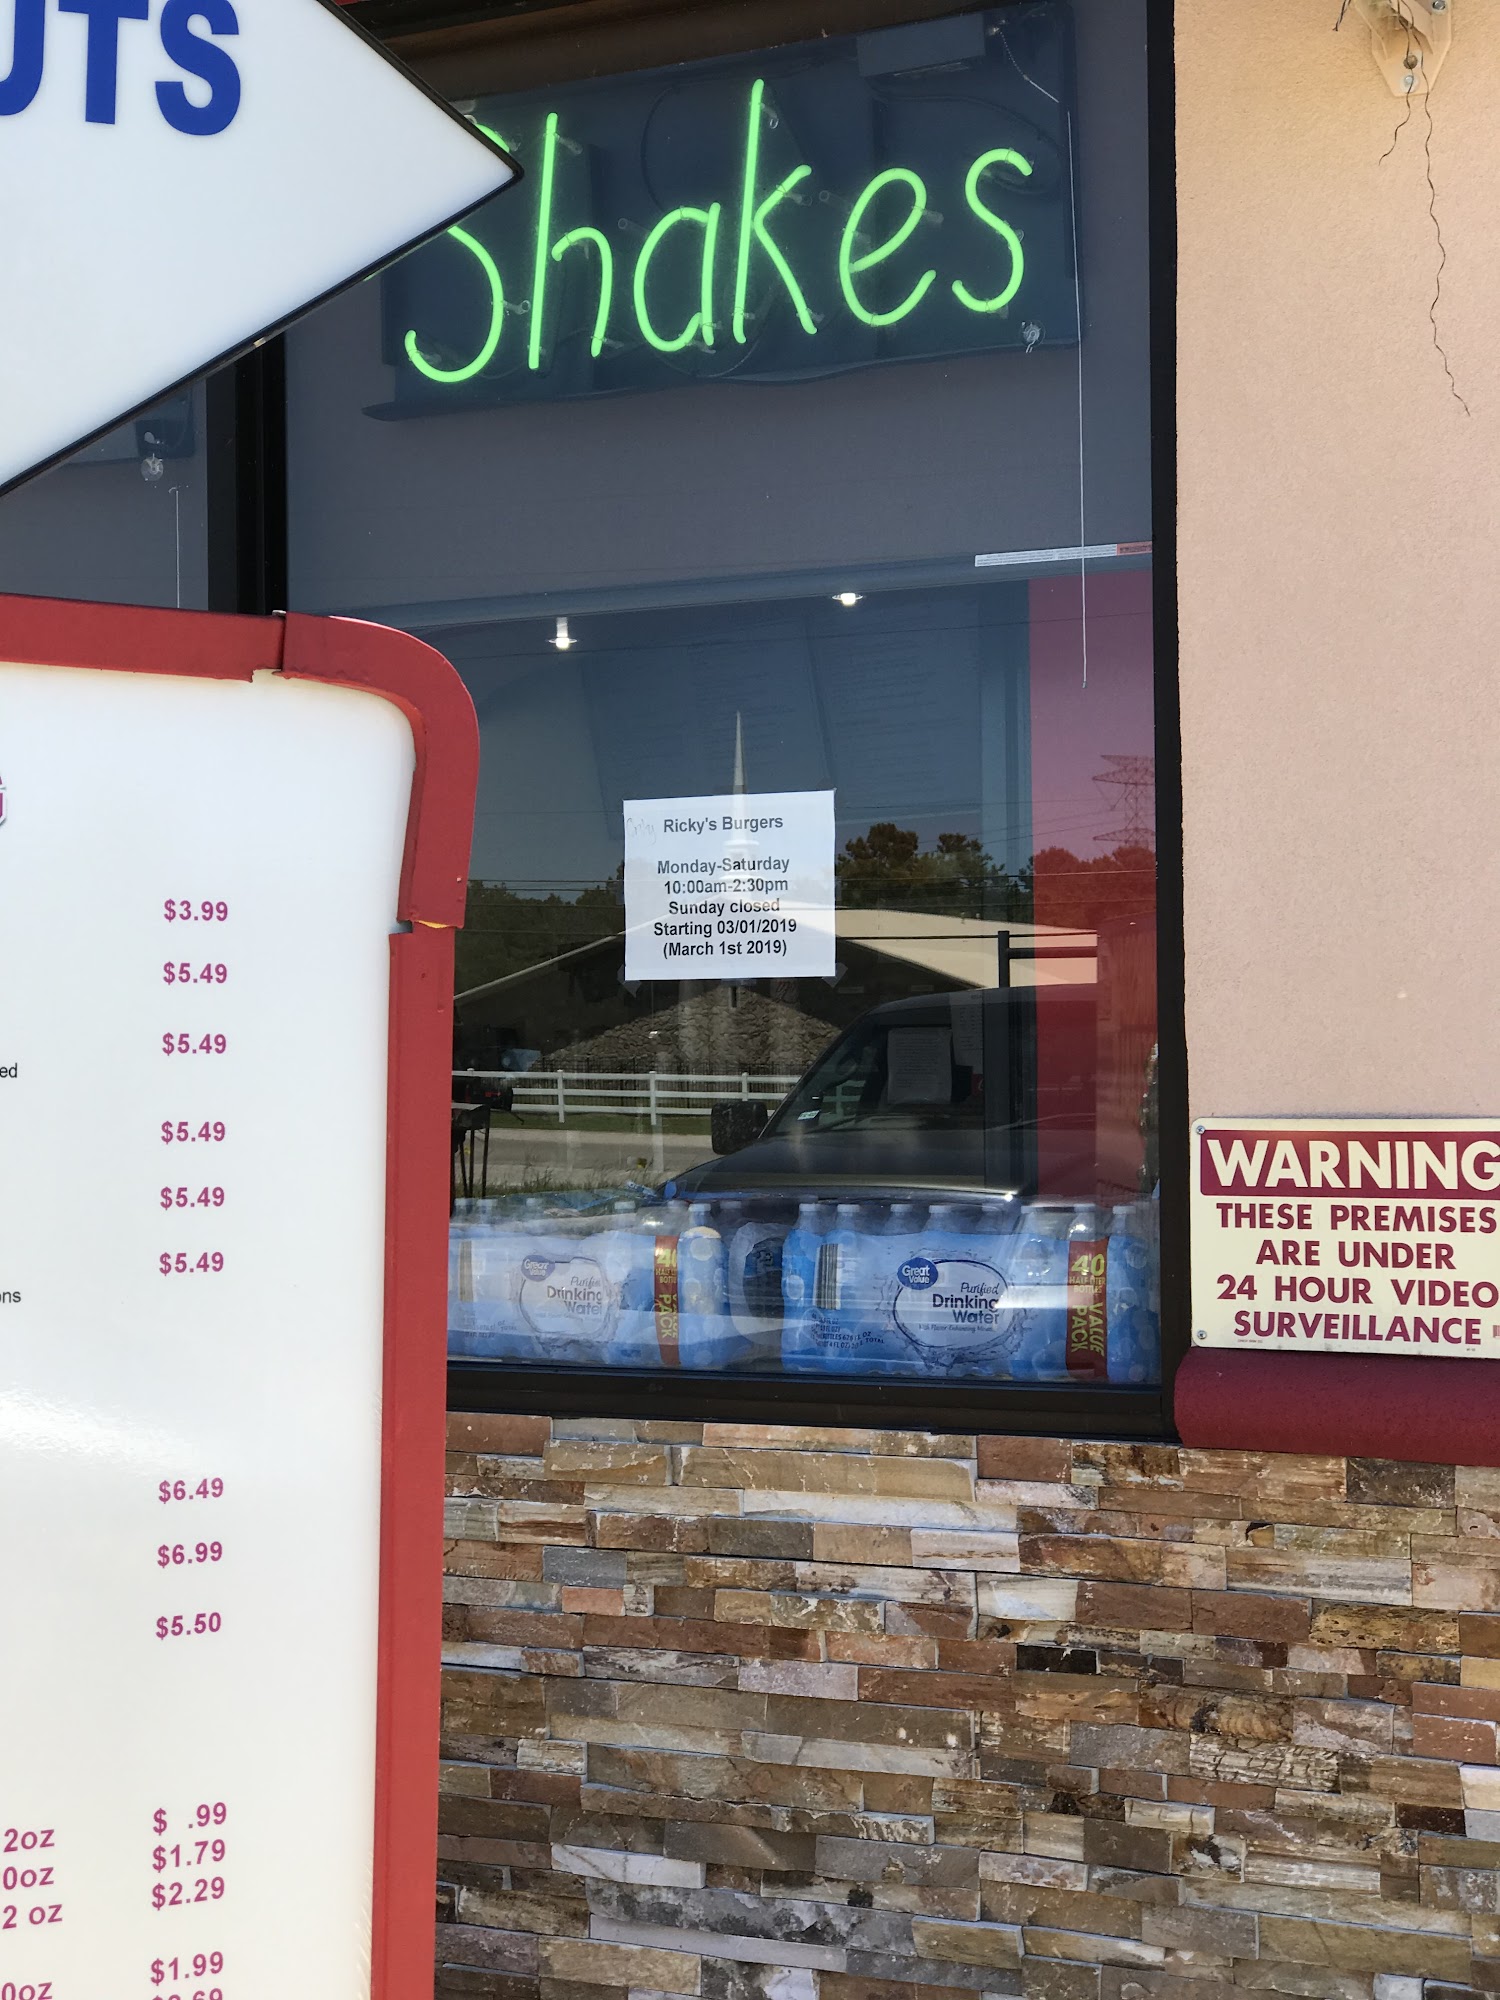 UTS
Shakes
Only Ricky's Burgers
Monday-Saturday
10:00am-2:30pm
Sunday closed
Starting 03/01/2019
(March 1st 2019)
$3.99
$5.49
$5.49
ed
$5.49
$5.49
$5.49
ons
$6.49
$6.99
$5.50
2oz $ .99
0oz $1.79
2 oz $2.29
$1.99
0oz
WARNING
THESE PREMISES
ARE UNDER
24 HOUR VIDEO
SURVEILLANCE
Great
Value
Purified
Drinking
Water
40
HALF LITER
BOTTLES
VALUE
PACK
Great
Value
Purified
Drinking
Water
40
VALUE
PACK